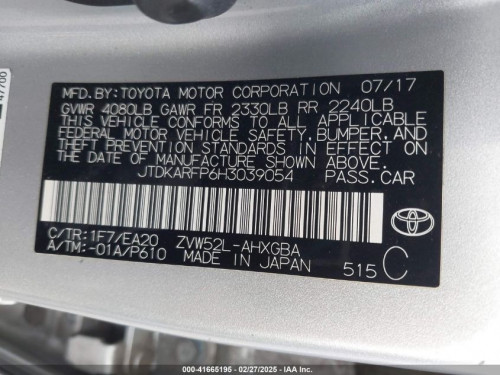 47700
MFD.BY:TOYOTA MOTOR CORPORATION 07/17
GVWR 4080LB GAWR FR 2330LB RR 2240LB
THIS VEHICLE CONFORMS TO ALL APPLICABLE
FEDERAL MOTOR VEHICLE SAFETY,BUMPER,AND
THEFT PREVENTION STANDARDS IN EFFECT ON
THE DATE OF MANUFACTURE SHOWN ABOVE.
JTDKARFP6H3039054 PASS.CAR
C/TR:1F7/EA20 ZVW52L-AHXGBA
A/TM:-01A/P610 MADE IN JAPAN 515 C
TOYOTA
000-41665195 - 02/27/2025 - IAA Inc.